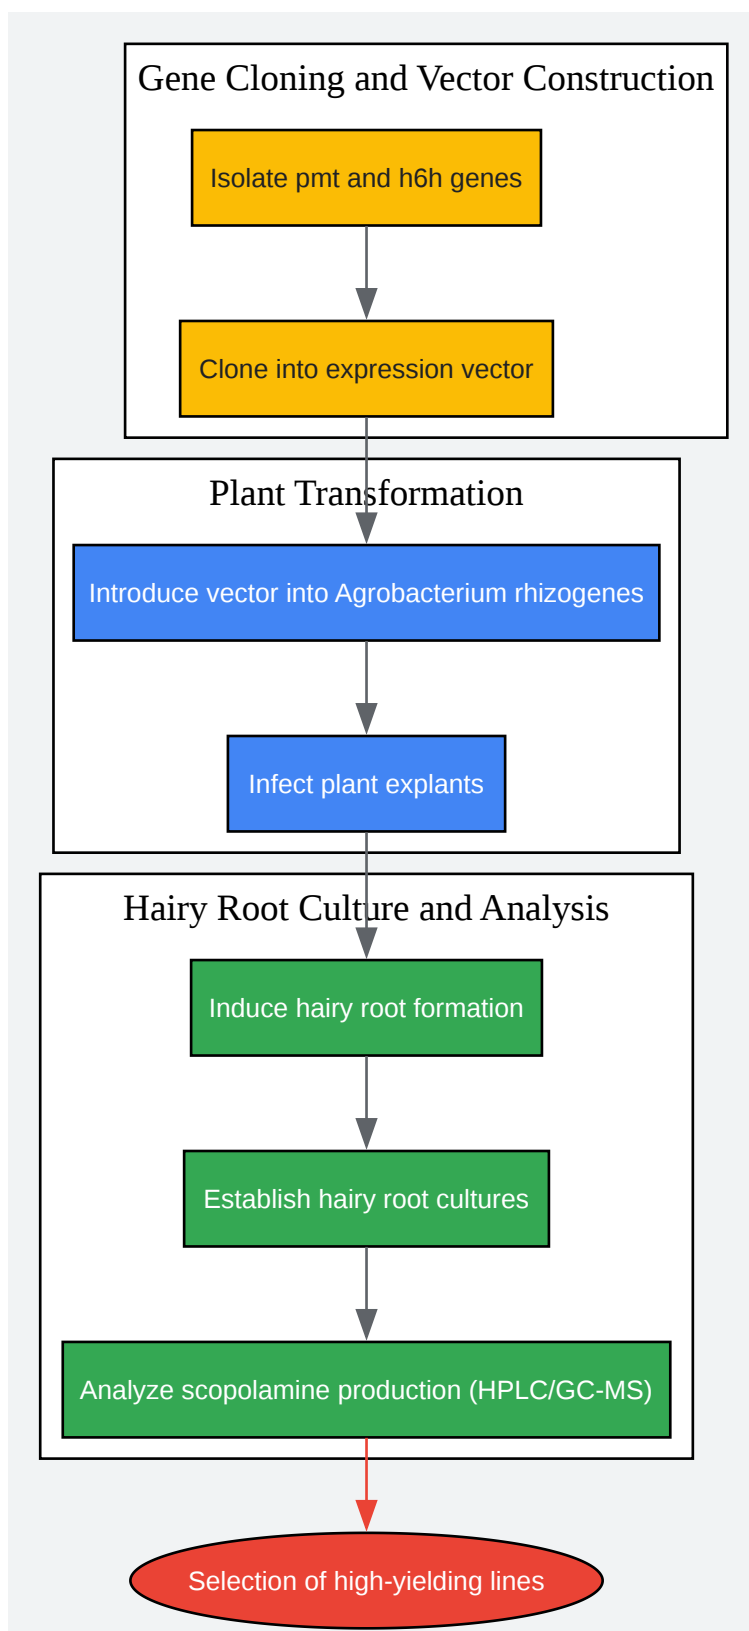 Gene Cloning and Vector Construction
Isolate pmt and h6h genes
Clone into expression vector
Plant Transformation
Introduce vector into Agrobacterium rhizogenes
Infect plant explants
Hairy Root Culture and Analysis
Induce hairy root formation
Establish hairy root cultures
Analyze scopolamine production (HPLC/GC-MS)
Selection of high-yielding lines